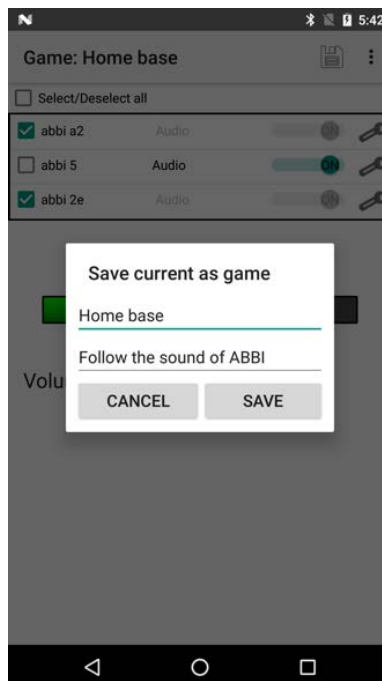 N 5:42
Game: Home base
Select/Deselect all
abbi a2 Audio ON
abbi 5 Audio ON
abbi 2e Audio ON
Save current as game
Home base
Follow the sound of ABBI
Volu
CANCEL SAVE